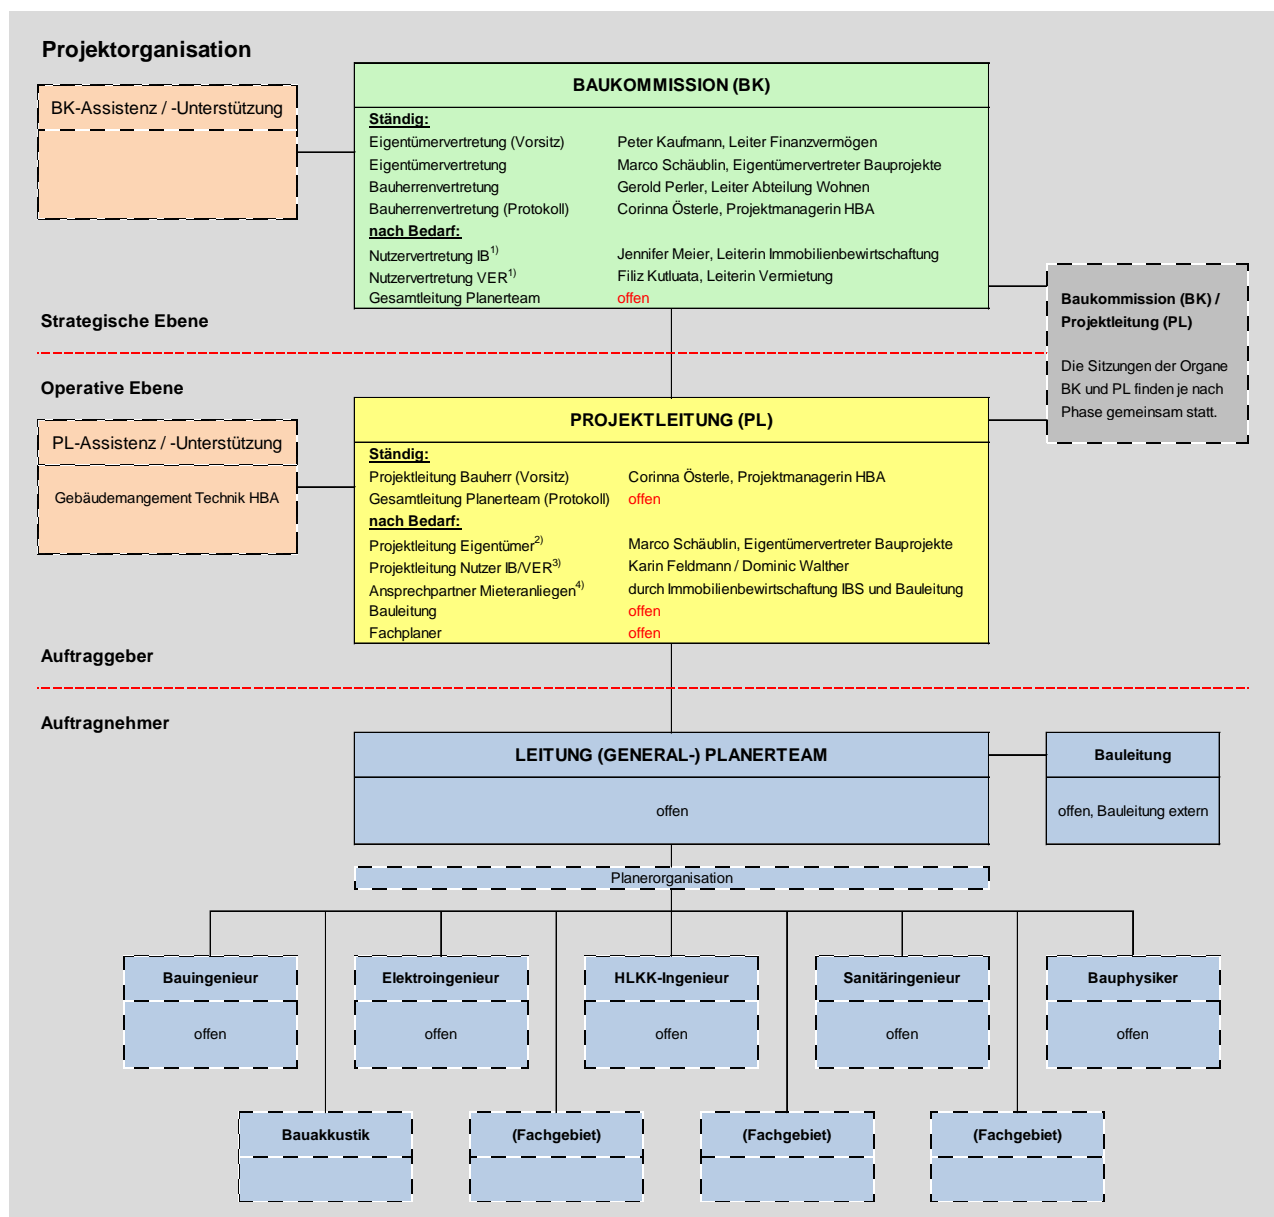 Projektorganisation
BK-Assistenz / -Unterstützung
BAUKOMMISSION (BK)
Ständig:
Eigentümervertretung (Vorsitz) Peter Kaufmann, Leiter Finanzvermögen
Eigentümervertretung Marco Schäublin, Eigentümervertreter Bauprojekte
Bauherrenvertretung Gerold Perler, Leiter Abteilung Wohnen
Bauherrenvertretung (Protokoll) Corinna Österle, Projektmanagerin HBA
nach Bedarf:
Nutzervertretung IB1) Jennifer Meier, Leiterin Immobilienbewirtschaftung
Nutzervertretung VER1) Filiz Kutluata, Leiterin Vermietung
Gesamtleitung Planerteam offen
Baukommission (BK) /
Projektleitung (PL)
Die Sitzungen der Organe
BK und PL finden je nach
Phase gemeinsam statt.
Strategische Ebene
Operative Ebene
PL-Assistenz / -Unterstützung
Gebäudemangement Technik HBA
PROJEKTLEITUNG (PL)
Ständig:
Projektleitung Bauherr (Vorsitz) Corinna Österle, Projektmanagerin HBA
Gesamtleitung Planerteam (Protokoll) offen
nach Bedarf:
Projektleitung Eigentümer2) Marco Schäublin, Eigentümervertreter Bauprojekte
Projektleitung Nutzer IB/VER3) Karin Feldmann / Dominic Walther
Ansprechpartner Mieteranliegen4) durch Immobilienbewirtschaftung IBS und Bauleitung
Bauleitung offen
Fachplaner offen
Auftraggeber
Auftragnehmer
LEITUNG (GENERAL-) PLANERTEAM
offen
Bauleitung
offen, Bauleitung extern
Planerorganisation
Bauingenieur
offen
Elektroingenieur
offen
HLKK-Ingenieur
offen
Sanitäringenieur
offen
Bauphysiker
offen
Bauakkustik
(Fachgebiet)
(Fachgebiet)
(Fachgebiet)